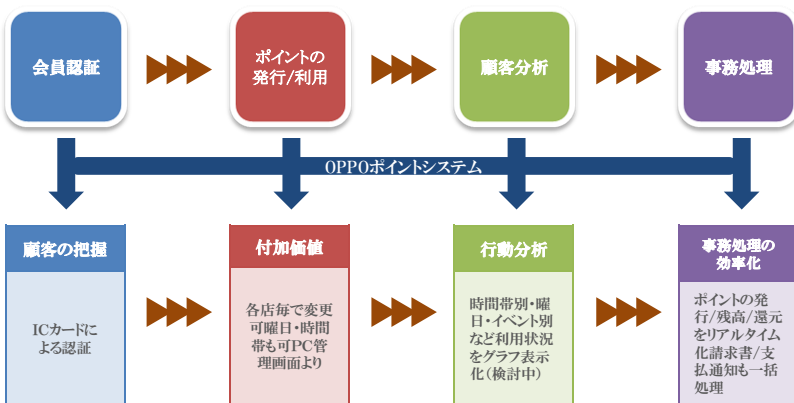 会員認証
ポイントの
発行/利用
顧客分析
事務処理
OPPOポイントシステム
顧客の把握
付加価値
行動分析
事務処理の
効率化
ICカードに
よる認証
各店毎で変更
可曜日・時間
帯も可PC管
理画面より
時間帯別・曜
日・イベント別
など利用状況
をグラフ表示
化(検討中)
ポイントの発
行/残高/還元
をリアルタイム
化請求書/支
払通知も一括
処理